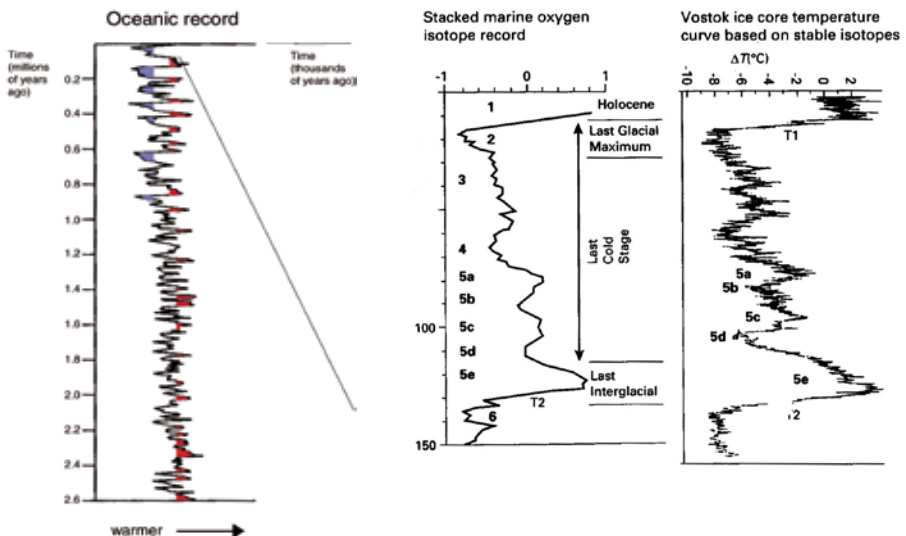 Oceanic record
Time
(millions
of years
ago)
Time
(thousands
of years ago)
0.2
0.4
0.6
0.8
1.0
1.2
1.4
1.6
1.8
2.0
2.2
2.4
2.6
warmer
Stacked marine oxygen
isotope record
-1 0 1
1
Holocene
2
Last Glacial
Maximum
3
4
Last
Cold
Stage
5a
5b
100
5c
5d
5e
Last
Interglacial
T2
6
150
Vostok ice core temperature
curve based on stable isotopes
ΔT(°C)
-10 -8 -6 -4 -2 0 2
T1
5a
5b
5c
5d
5e
2